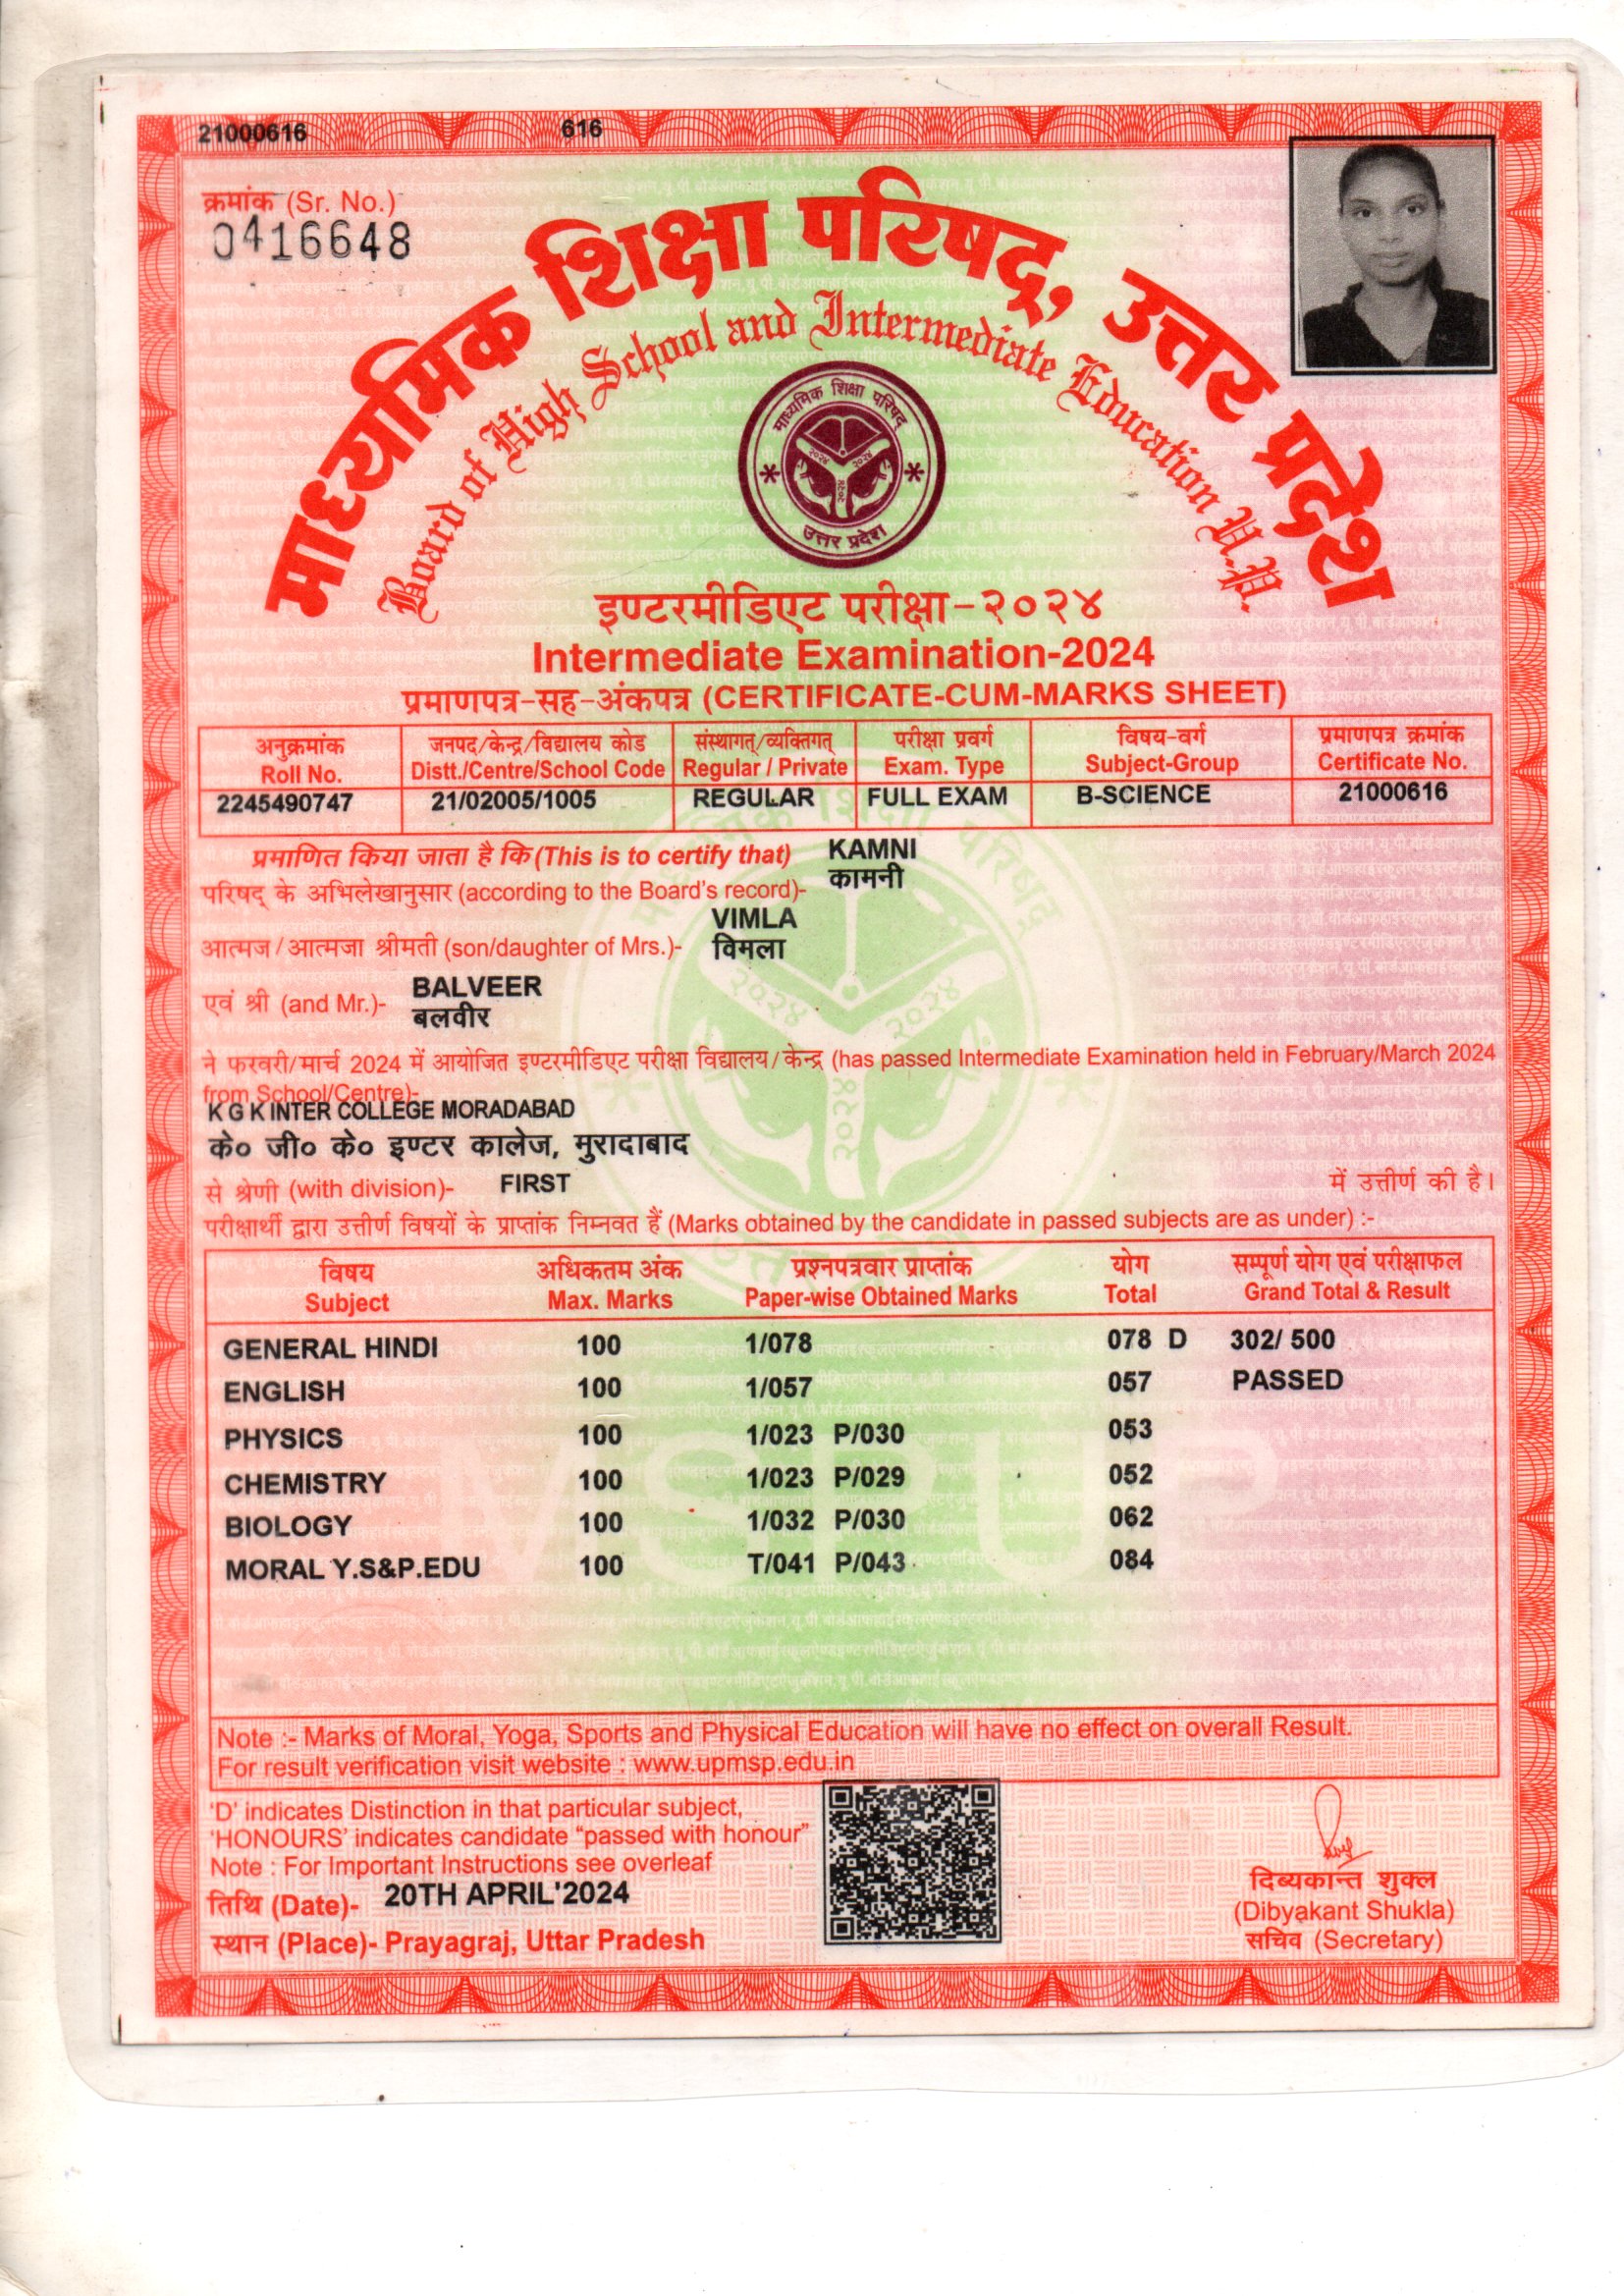 21000616 616
क्रमांक (Sr. No.)
0416648
माध्यमिक शिक्षा परिषद्, उत्तर प्रदेश
Board of High School and Intermediate Education U.P.
माध्यमिक शिक्षा परिषद्
२०२४ २०२४
२०२४
उत्तर प्रदेश
इण्टरमीडिएट परीक्षा-२०२४
Intermediate Examination-2024
प्रमाणपत्र-सह-अंकपत्र (CERTIFICATE-CUM-MARKS SHEET)
अनुक्रमांक जनपद/केन्द्र/विद्यालय कोड संस्थागत्/व्यक्तिगत् परीक्षा प्रवर्ग विषय-वर्ग प्रमाणपत्र क्रमांक
Roll No. Distt./Centre/School Code Regular / Private Exam. Type Subject-Group Certificate No.
2245490747 21/02005/1005 REGULAR FULL EXAM B-SCIENCE 21000616
प्रमाणित किया जाता है कि (This is to certify that) KAMNI
परिषद् के अभिलेखानुसार (according to the Board's record)- कामनी
VIMLA
आत्मज/आत्मजा श्रीमती (son/daughter of Mrs.)- विमला
BALVEER
एवं श्री (and Mr.)- बलवीर
ने फरवरी/मार्च 2024 में आयोजित इण्टरमीडिएट परीक्षा विद्यालय/केन्द्र (has passed Intermediate Examination held in February/March 2024
from School/Centre)-
K G K INTER COLLEGE MORADABAD
के० जी० के० इण्टर कालेज, मुरादाबाद
से श्रेणी (with division)- FIRST में उत्तीर्ण की है।
परीक्षार्थी द्वारा उत्तीर्ण विषयों के प्राप्तांक निम्नवत हैं (Marks obtained by the candidate in passed subjects are as under) :-
विषय अधिकतम अंक प्रश्नपत्रवार प्राप्तांक योग सम्पूर्ण योग एवं परीक्षाफल
Subject Max. Marks Paper-wise Obtained Marks Total Grand Total & Result
GENERAL HINDI 100 1/078 078 D 302/ 500
ENGLISH 100 1/057 057 PASSED
PHYSICS 100 1/023 P/030 053
CHEMISTRY 100 1/023 P/029 052
BIOLOGY 100 1/032 P/030 062
MORAL Y.S&P.EDU 100 T/041 P/043 084
Note :- Marks of Moral, Yoga, Sports and Physical Education will have no effect on overall Result.
For result verification visit website : www.upmsp.edu.in
'D' indicates Distinction in that particular subject,
'HONOURS' indicates candidate "passed with honour"
Note : For Important Instructions see overleaf
तिथि (Date)- 20TH APRIL'2024
स्थान (Place)- Prayagraj, Uttar Pradesh
दिब्यकान्त शुक्ल
(Dibyakant Shukla)
सचिव (Secretary)